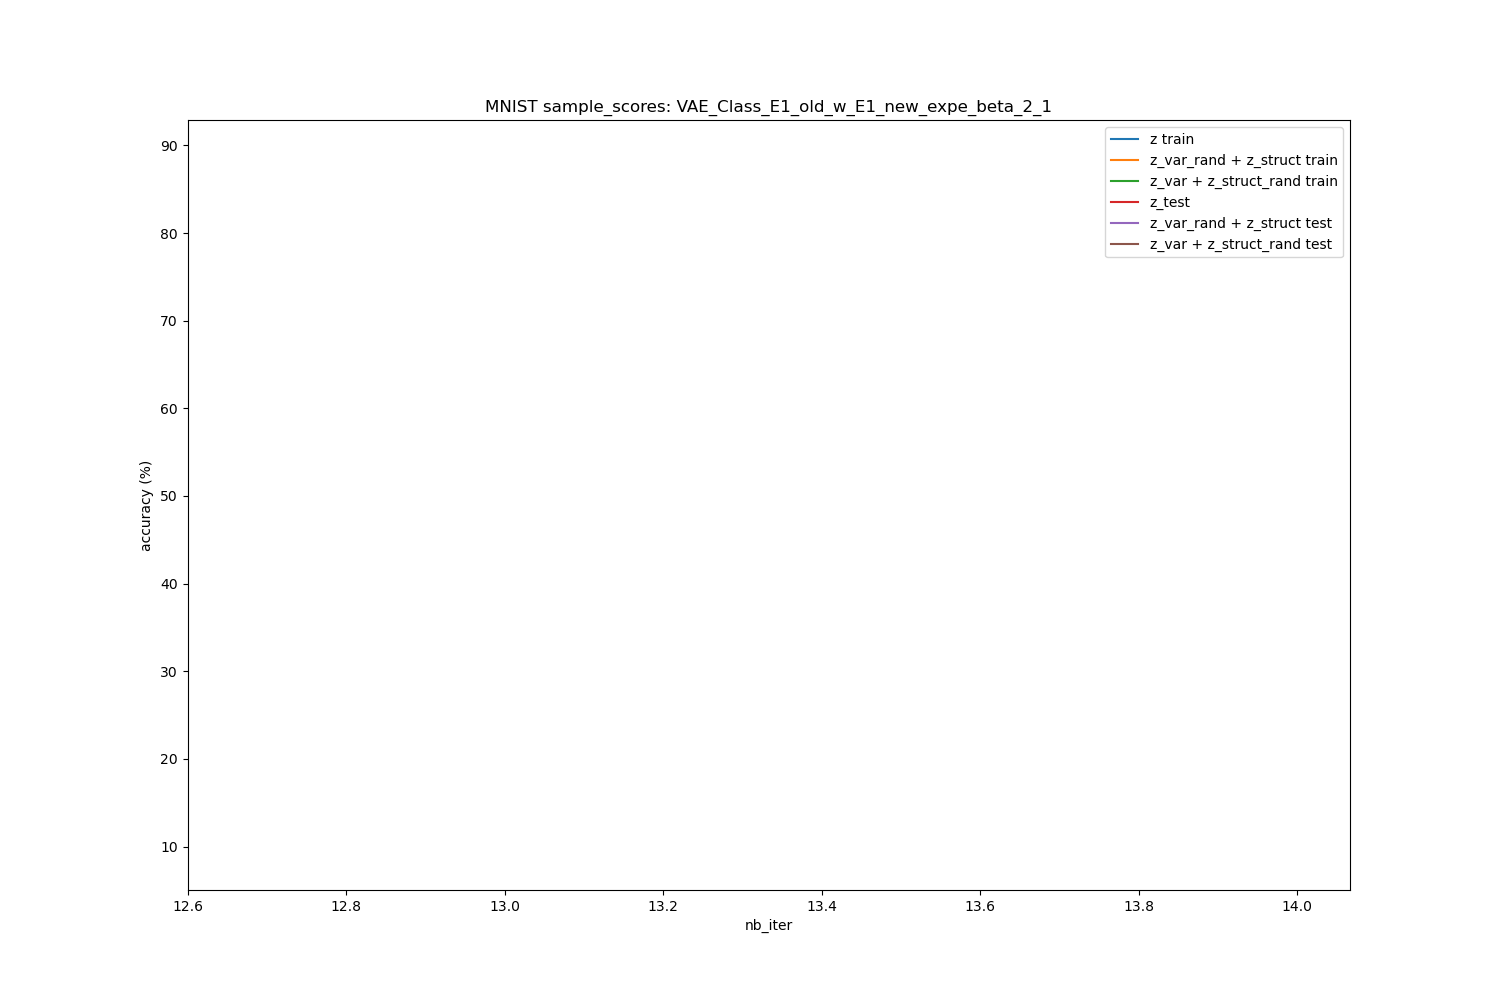 MNIST sample_scores: VAE_Class_E1_old_w_E1_new_expe_beta_2_1
z train
z_var_rand + z_struct train
z_var + z_struct_rand train
z_test
z_var_rand + z_struct test
z_var + z_struct_rand test
90
80
70
60
50
40
30
20
10
accuracy (%)
12.6
12.8
13.0
13.2
13.4
13.6
13.8
14.0
nb_iter